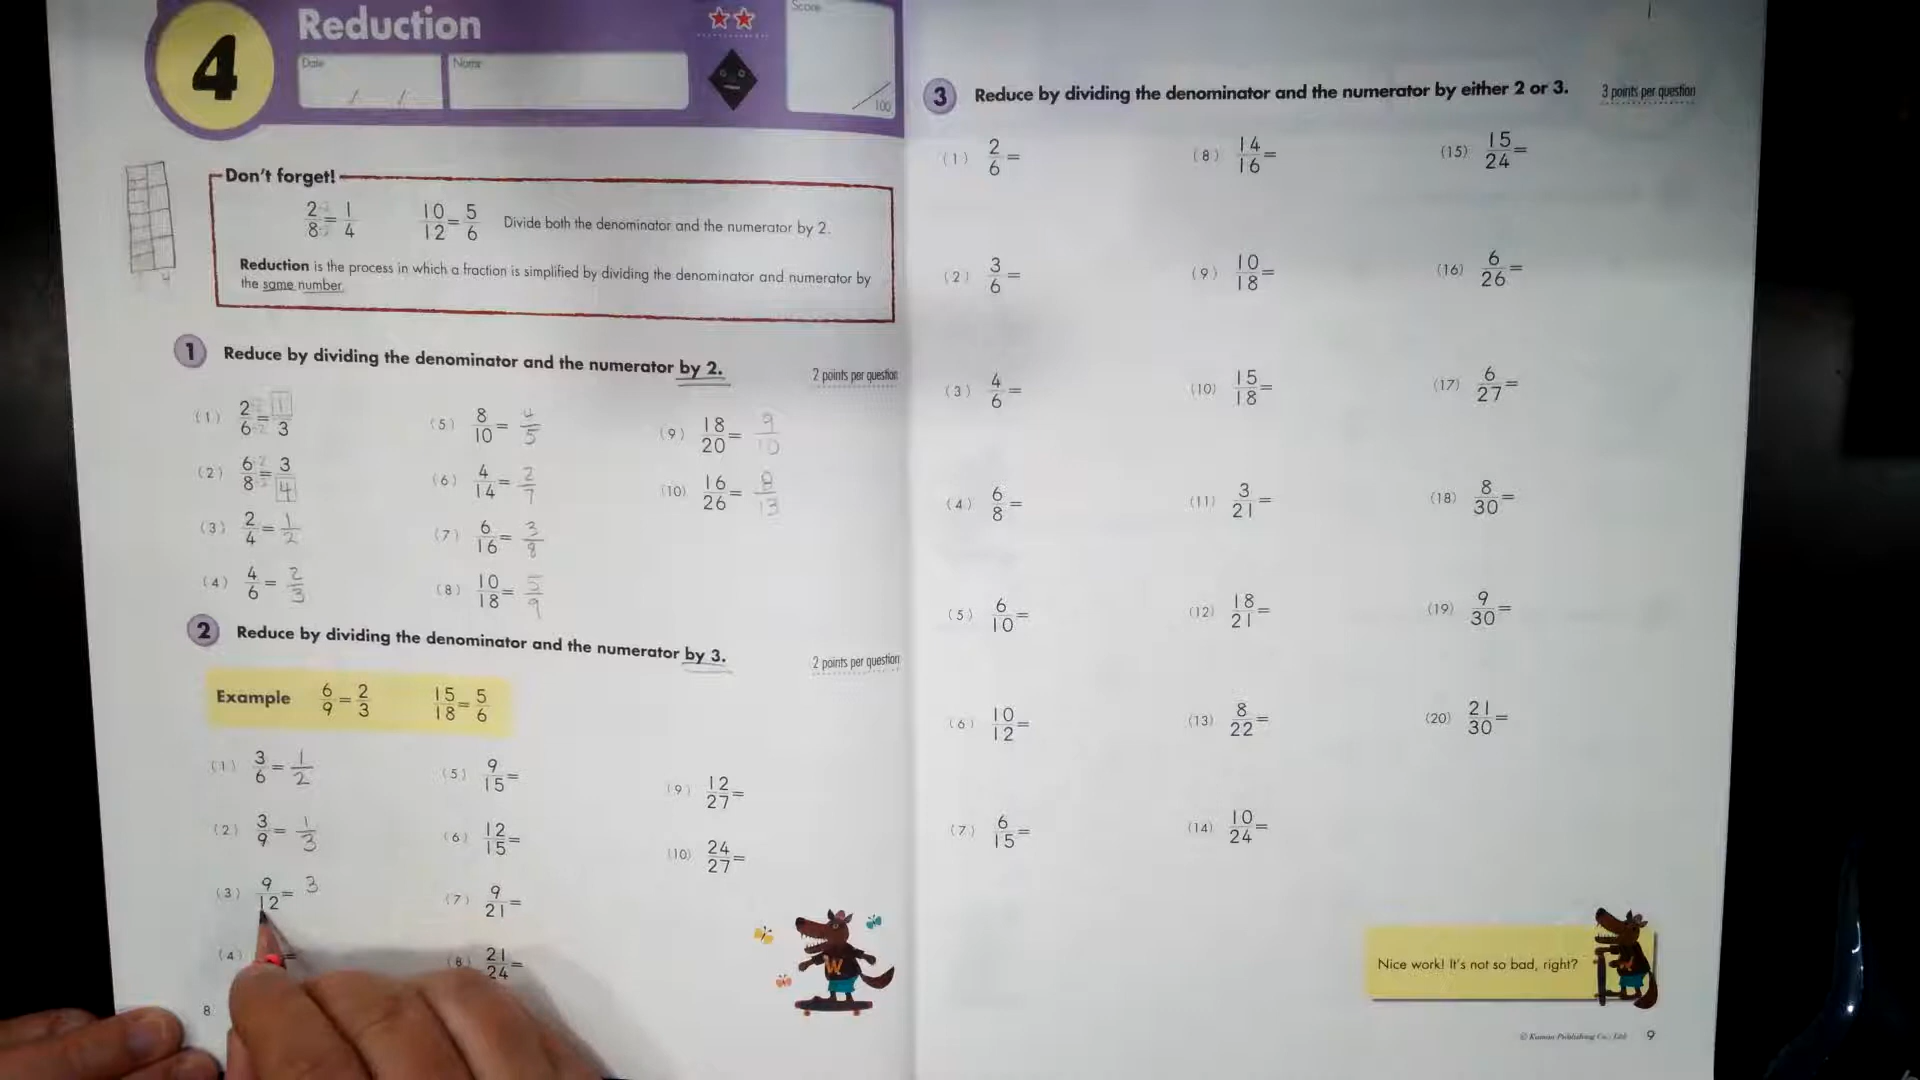 4
Reduction
Date
Name
Score
/ /
/100
Don't forget!
2/8 = 1/4 10/12 = 5/6 Divide both the denominator and the numerator by 2.
Reduction is the process in which a fraction is simplified by dividing the denominator and numerator by
the same number.
1 Reduce by dividing the denominator and the numerator by 2.
2 points per question
(1) 2/6 = 1/3
(2) 6/8 = 3/4
(3) 2/4 = 1/2
(4) 4/6 = 2/3
(5) 8/10 = 4/5
(6) 4/14 = 2/7
(7) 6/16 = 3/8
(8) 10/18 = 5/9
(9) 18/20 = 9/10
(10) 16/26 = 8/13
2 Reduce by dividing the denominator and the numerator by 3.
2 points per question
Example 6/9 = 2/3 15/18 = 5/6
(1) 3/6 = 1/2
(2) 3/9 = 1/3
(3) 9/12 = 3
(4) =
(5) 9/15 =
(6) 12/15 =
(7) 9/21 =
(8) 21/24 =
(9) 12/27 =
(10) 24/27 =
W
8
3 Reduce by dividing the denominator and the numerator by either 2 or 3.
3 points per question
(1) 2/6 =
(2) 3/6 =
(3) 4/6 =
(4) 6/8 =
(5) 6/10 =
(6) 10/12 =
(7) 6/15 =
(8) 14/16 =
(9) 10/18 =
(10) 15/18 =
(11) 3/21 =
(12) 18/21 =
(13) 8/22 =
(14) 10/24 =
(15) 15/24 =
(16) 6/26 =
(17) 6/27 =
(18) 8/30 =
(19) 9/30 =
(20) 21/30 =
Nice work! It's not so bad, right?
W
© Kumon Publishing Co., Ltd. 9